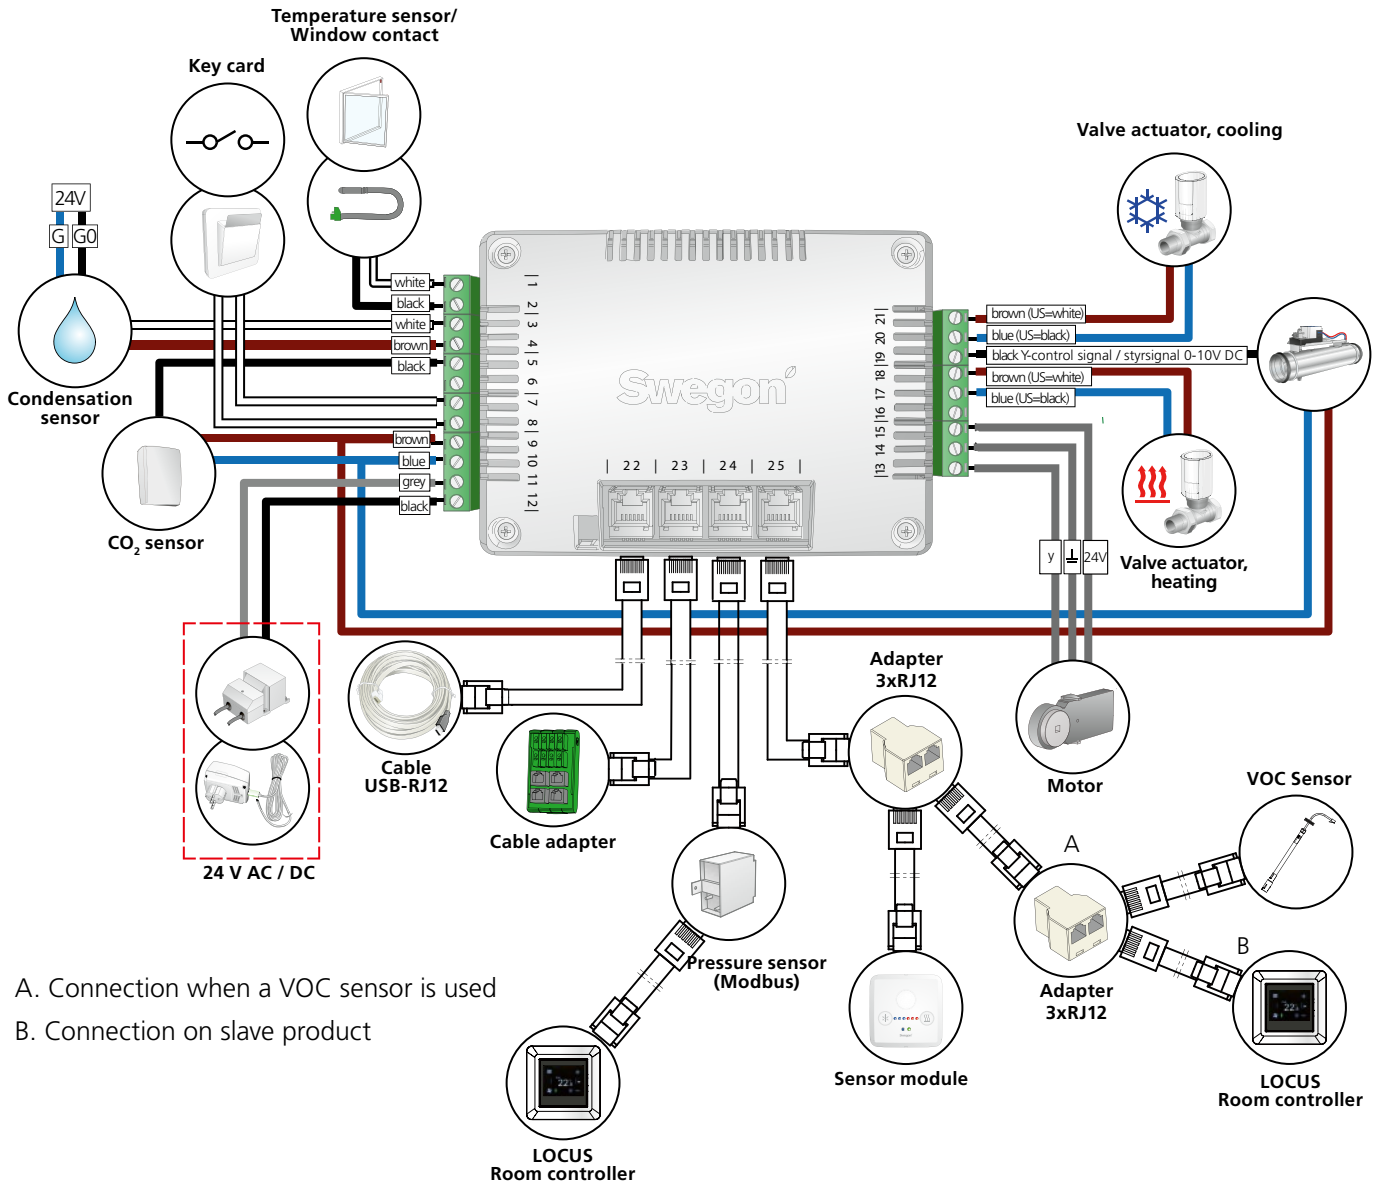 Temperature sensor/
Window contact
Key card
Valve actuator, cooling
24V
G
G0
white
black
white
brown
black
brown
blue
grey
black
|1
2|
|3
4|
|5
6|
|7
8|
|9
10
11
12|
Swegon
21|
20
|19
18|
17
|16
15|
14
|13
brown (US=white)
blue (US=black)
black Y-control signal / styrsignal 0-10V DC
brown (US=white)
blue (US=black)
| 22 | 23 | 24 | 25 |
Condensation
sensor
CO2 sensor
y
24V
Valve actuator,
heating
Adapter
3xRJ12
Cable
USB-RJ12
Motor
VOC Sensor
Cable adapter
A
24 V AC / DC
B
Pressure sensor
(Modbus)
Adapter
3xRJ12
A. Connection when a VOC sensor is used
B. Connection on slave product
Sensor module
LOCUS
Room controller
LOCUS
Room controller